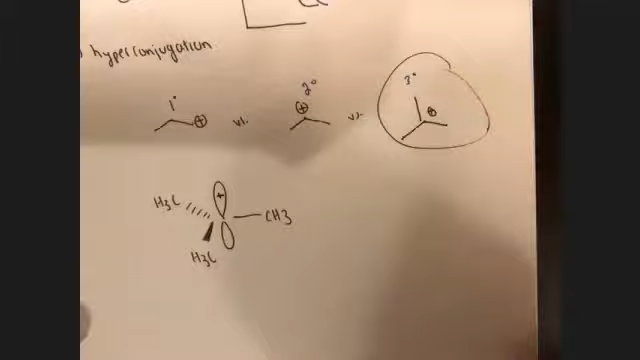 hyperconjugation
1°
⊕
vs.
2°
⊕
vs.
3°
⊕
H3C
+
CH3
H3C